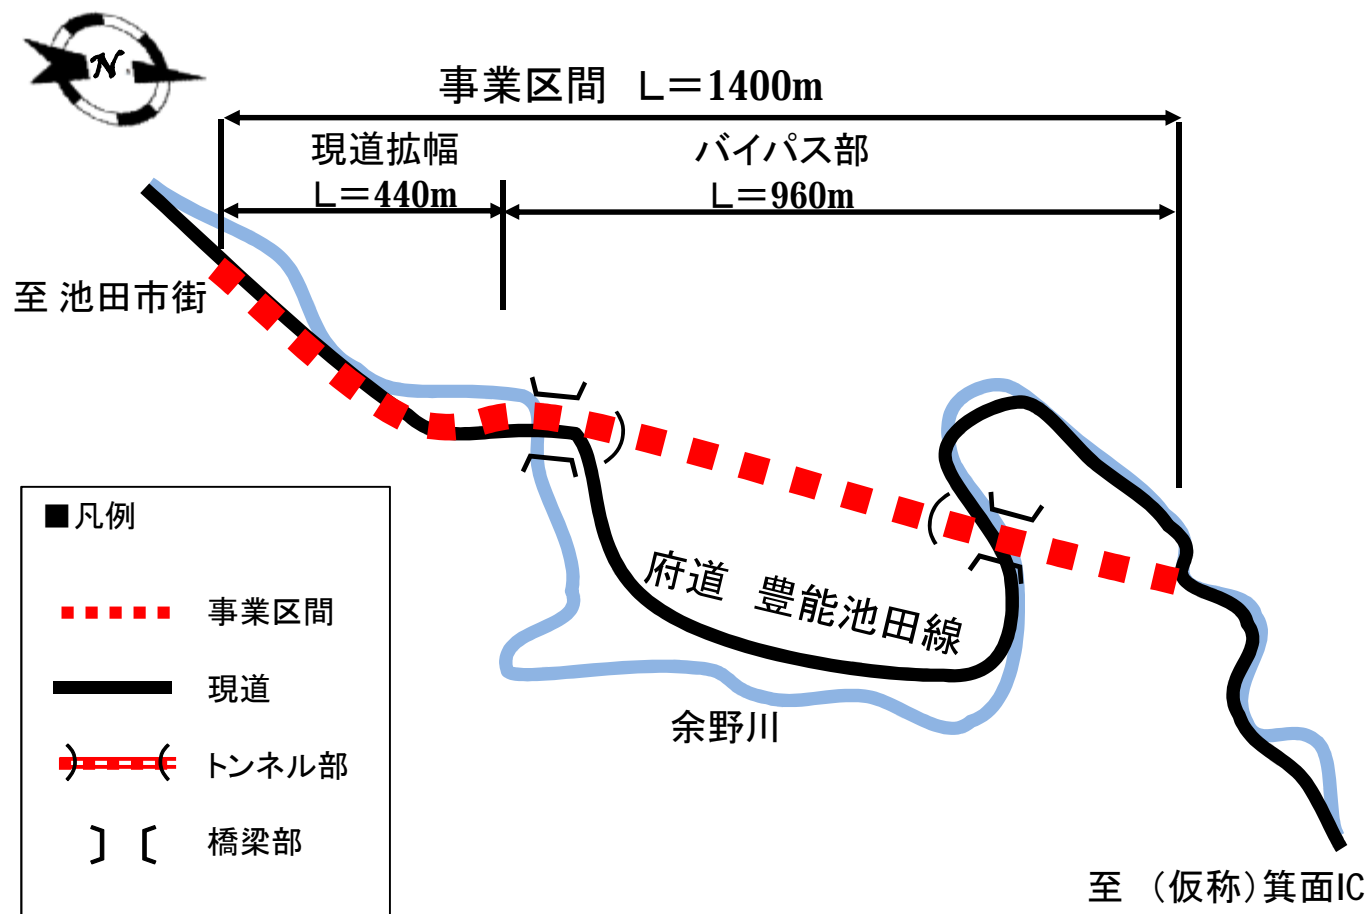 N
事業区間 L=1400m
現道拡幅
L=440m
バイパス部
L=960m
至 池田市街
府道 豊能池田線
余野川
至 (仮称)箕面IC
■凡例
事業区間
現道
トンネル部
橋梁部